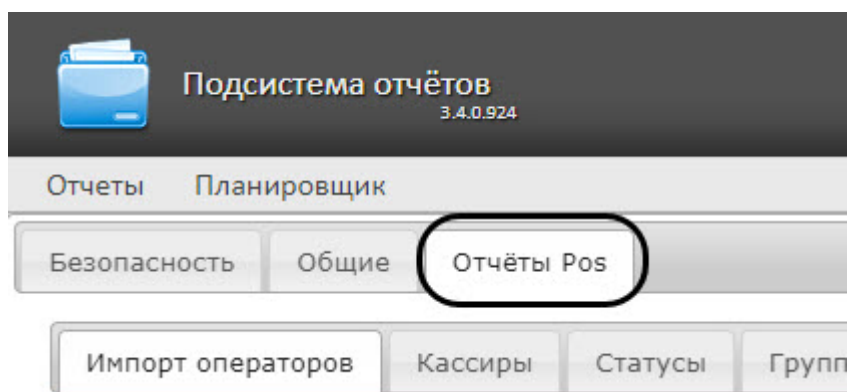 Подсистема отчётов
3.4.0.924
Отчеты Планировщик
Безопасность Общие Отчёты Pos
Импорт операторов Кассиры Статусы